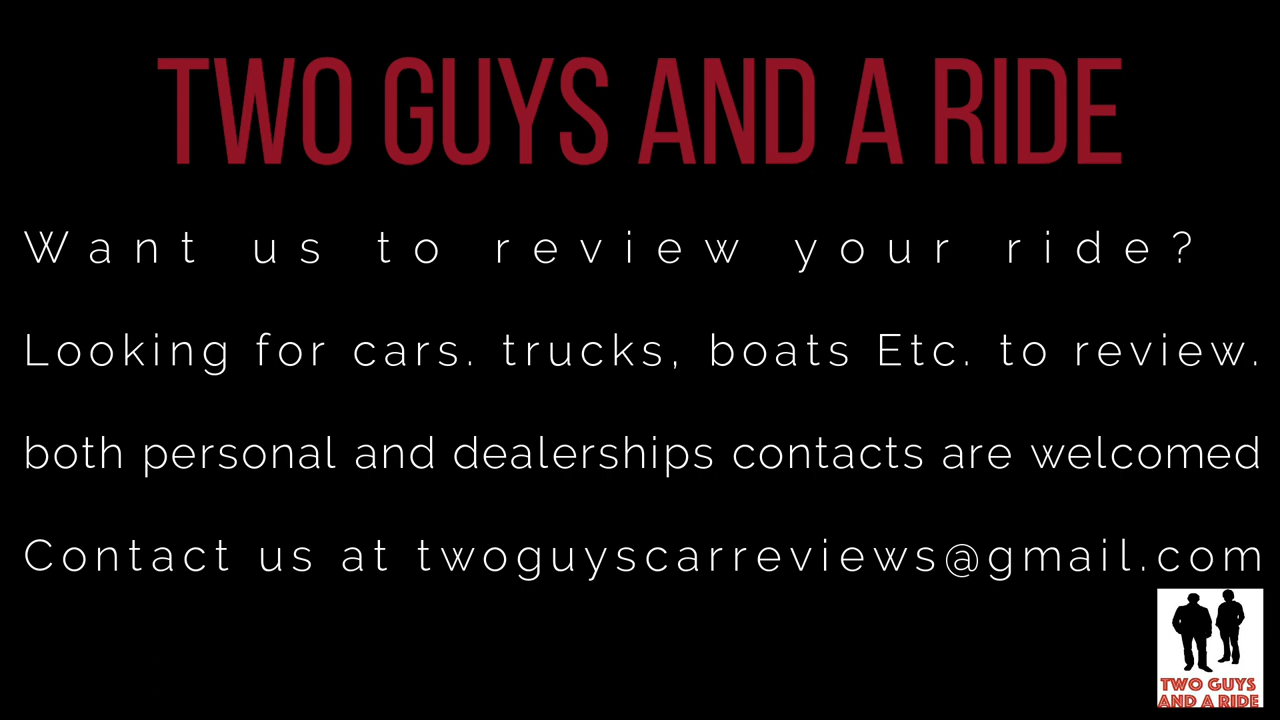 TWO GUYS AND A RIDE
Want us to review your ride?
Looking for cars. trucks, boats Etc. to review.
both personal and dealerships contacts are welcomed
Contact us at twoguyscarreviews@gmail.com
TWO GUYS
AND A RIDE